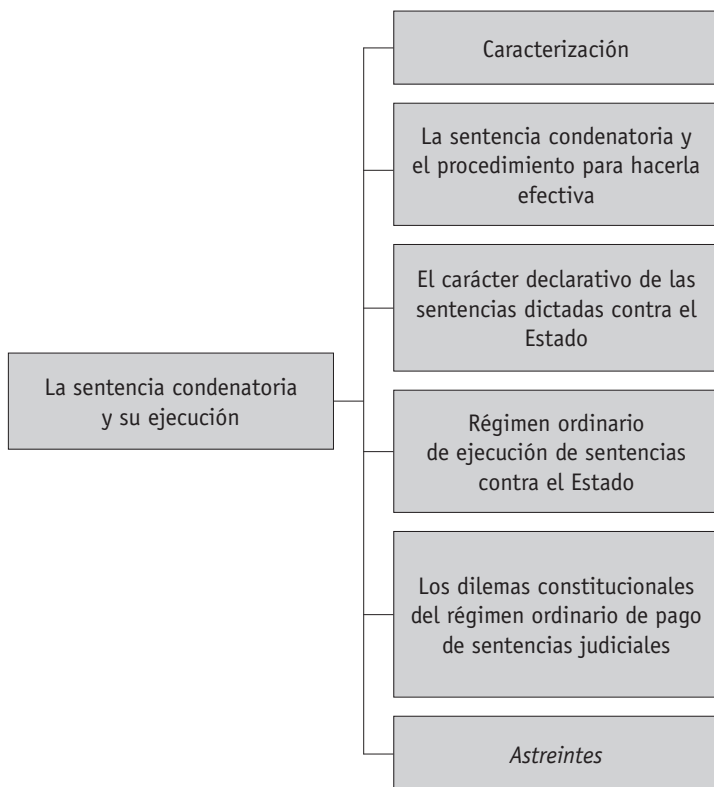 Caracterización
La sentencia condenatoria y
el procedimiento para hacerla
efectiva
El carácter declarativo de las
sentencias dictadas contra el
Estado
La sentencia condenatoria
y su ejecución
Régimen ordinario
de ejecución de sentencias
contra el Estado
Los dilemas constitucionales
del régimen ordinario de pago
de sentencias judiciales
Astreintes